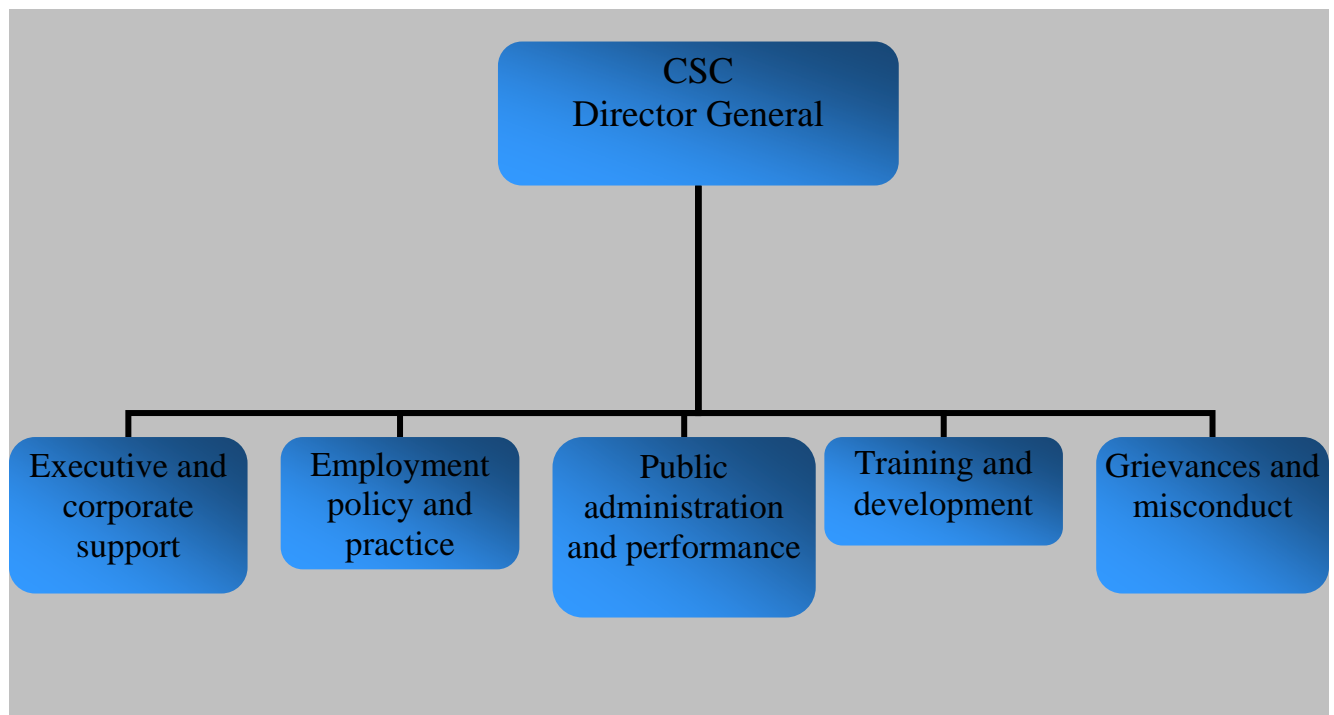 CSC
Director General
Executive and
corporate
support
Employment
policy and
practice
Public
administration
and performance
Training and
development
Grievances and
misconduct